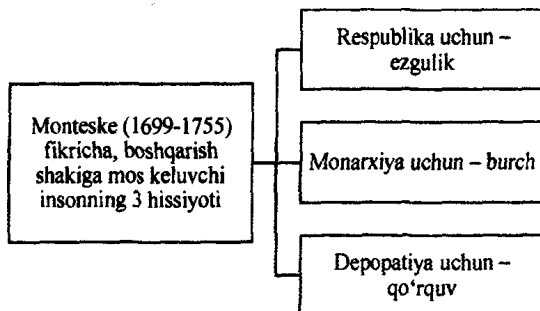 Monteske (1699-1755)
fikricha, boshqarish
shakiga mos keluvchi
insonning 3 hissiyoti
Respublika uchun –
ezgulik
Monarxiya uchun – burch
Depopatiya uchun –
qo‘rquv